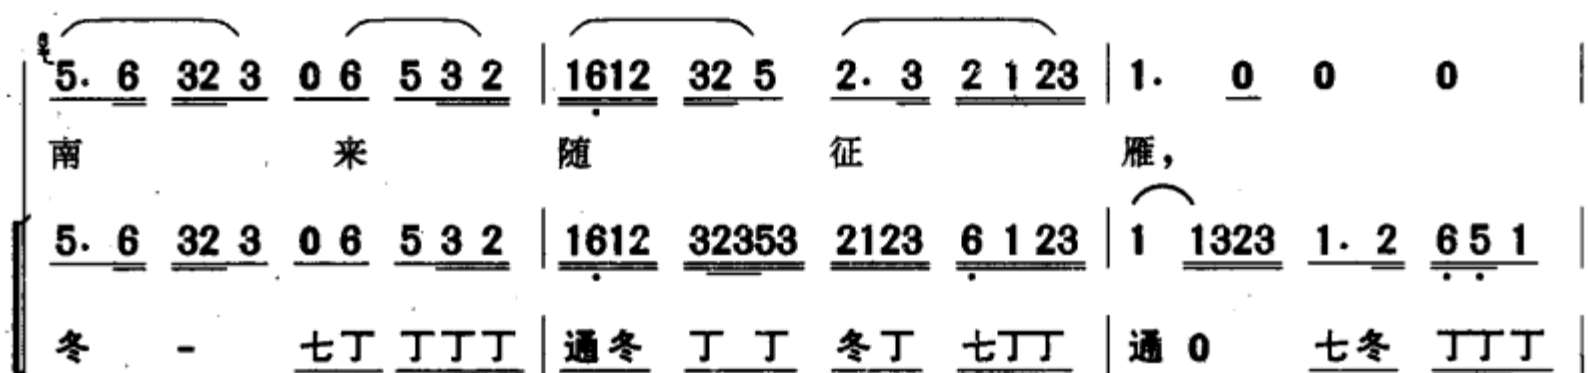 5. 6 32 3 0 6 5 3 2 | 1612 32 5 2. 3 2 1 23 | 1. 0 0 0 |
南 来 随 征 雁，
5. 6 32 3 0 6 5 3 2 | 1612 32353 2123 6 1 23 | 1 1323 1. 2 6 5 1 |
冬 - 七丁 丁丁丁 | 通冬 丁 丁 冬丁 七丁丁 | 通 0 七冬 丁丁丁 |